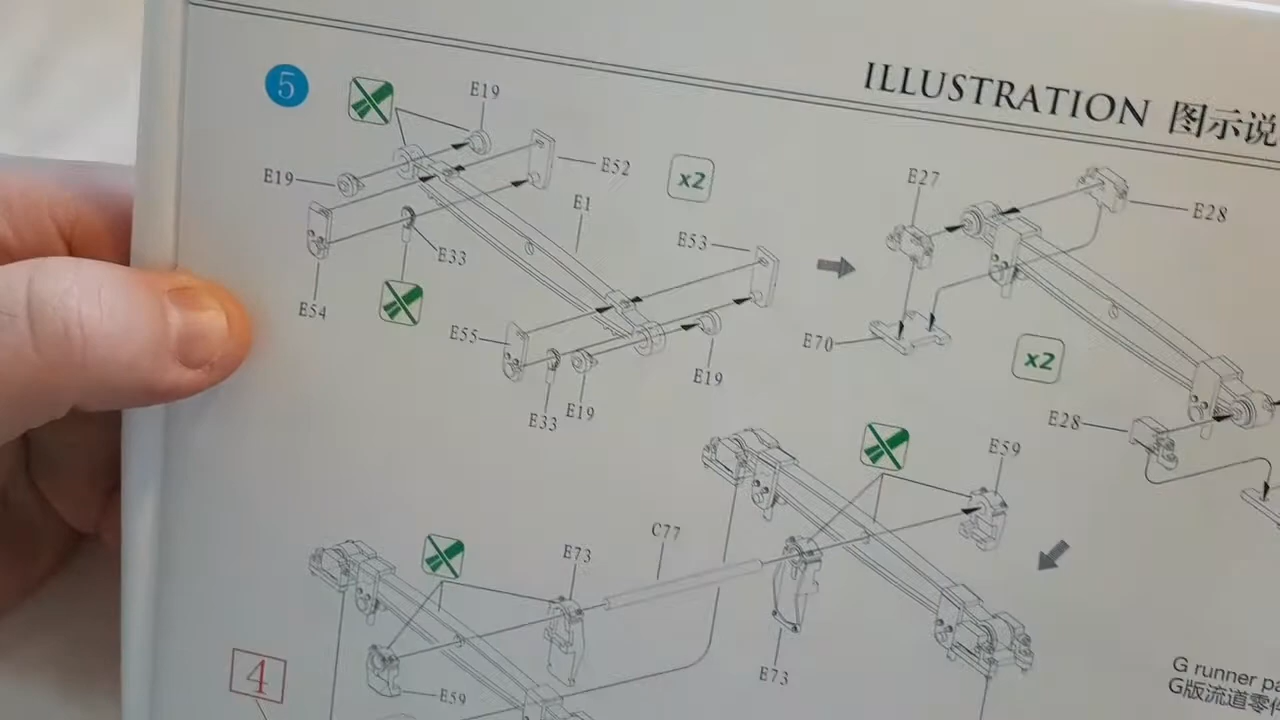 ILLUSTRATION 图示说
5
E19
E19
E52
x2
E1
E33
E54
E53
E55
E19
E33
E19
E27
E28
E70
x2
E28
E59
C77
E73
E73
E59
4
G runner pa
G版流道零件